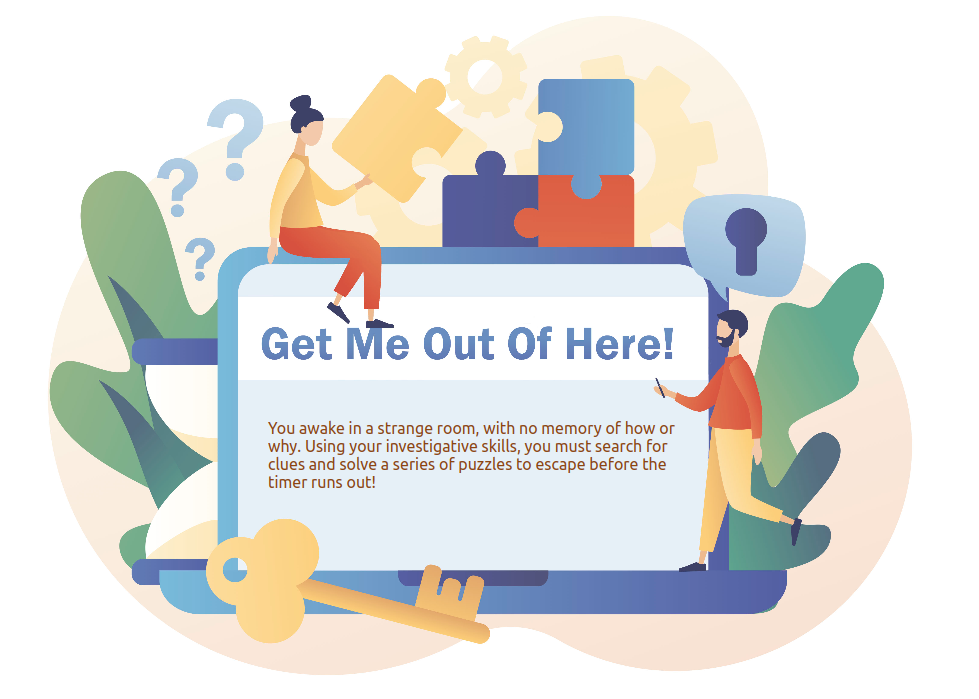 Get Me Out Of Here!
You awake in a strange room, with no memory of how or
why. Using your investigative skills, you must search for
clues and solve a series of puzzles to escape before the
timer runs out!